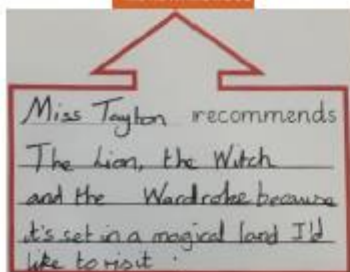 Miss Tayton recommends
The Lion, the Witch
and the Wardrobe because
it's set in a magical land I'd
like to visit.